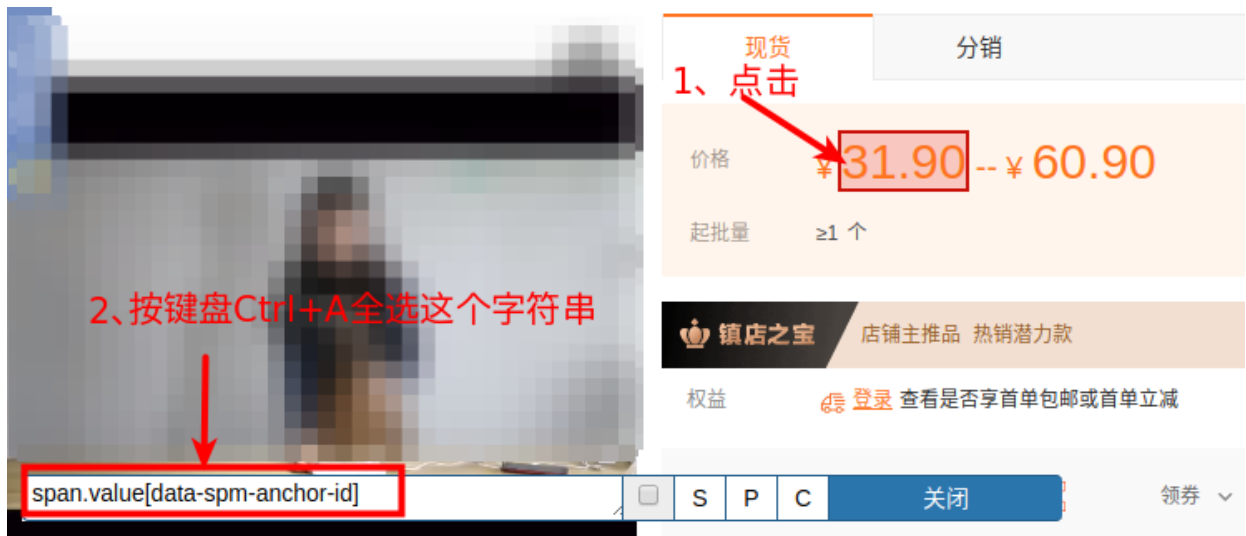 现货 分销
1、点击
价格 ¥31.90--¥60.90
起批量 ≥1 个
2、按键盘Ctrl+A全选这个字符串
镇店之宝 店铺主推品 热销潜力款
权益 登录 查看是否享首单包邮或首单立减
span.value[data-spm-anchor-id] S P C 关闭 领券